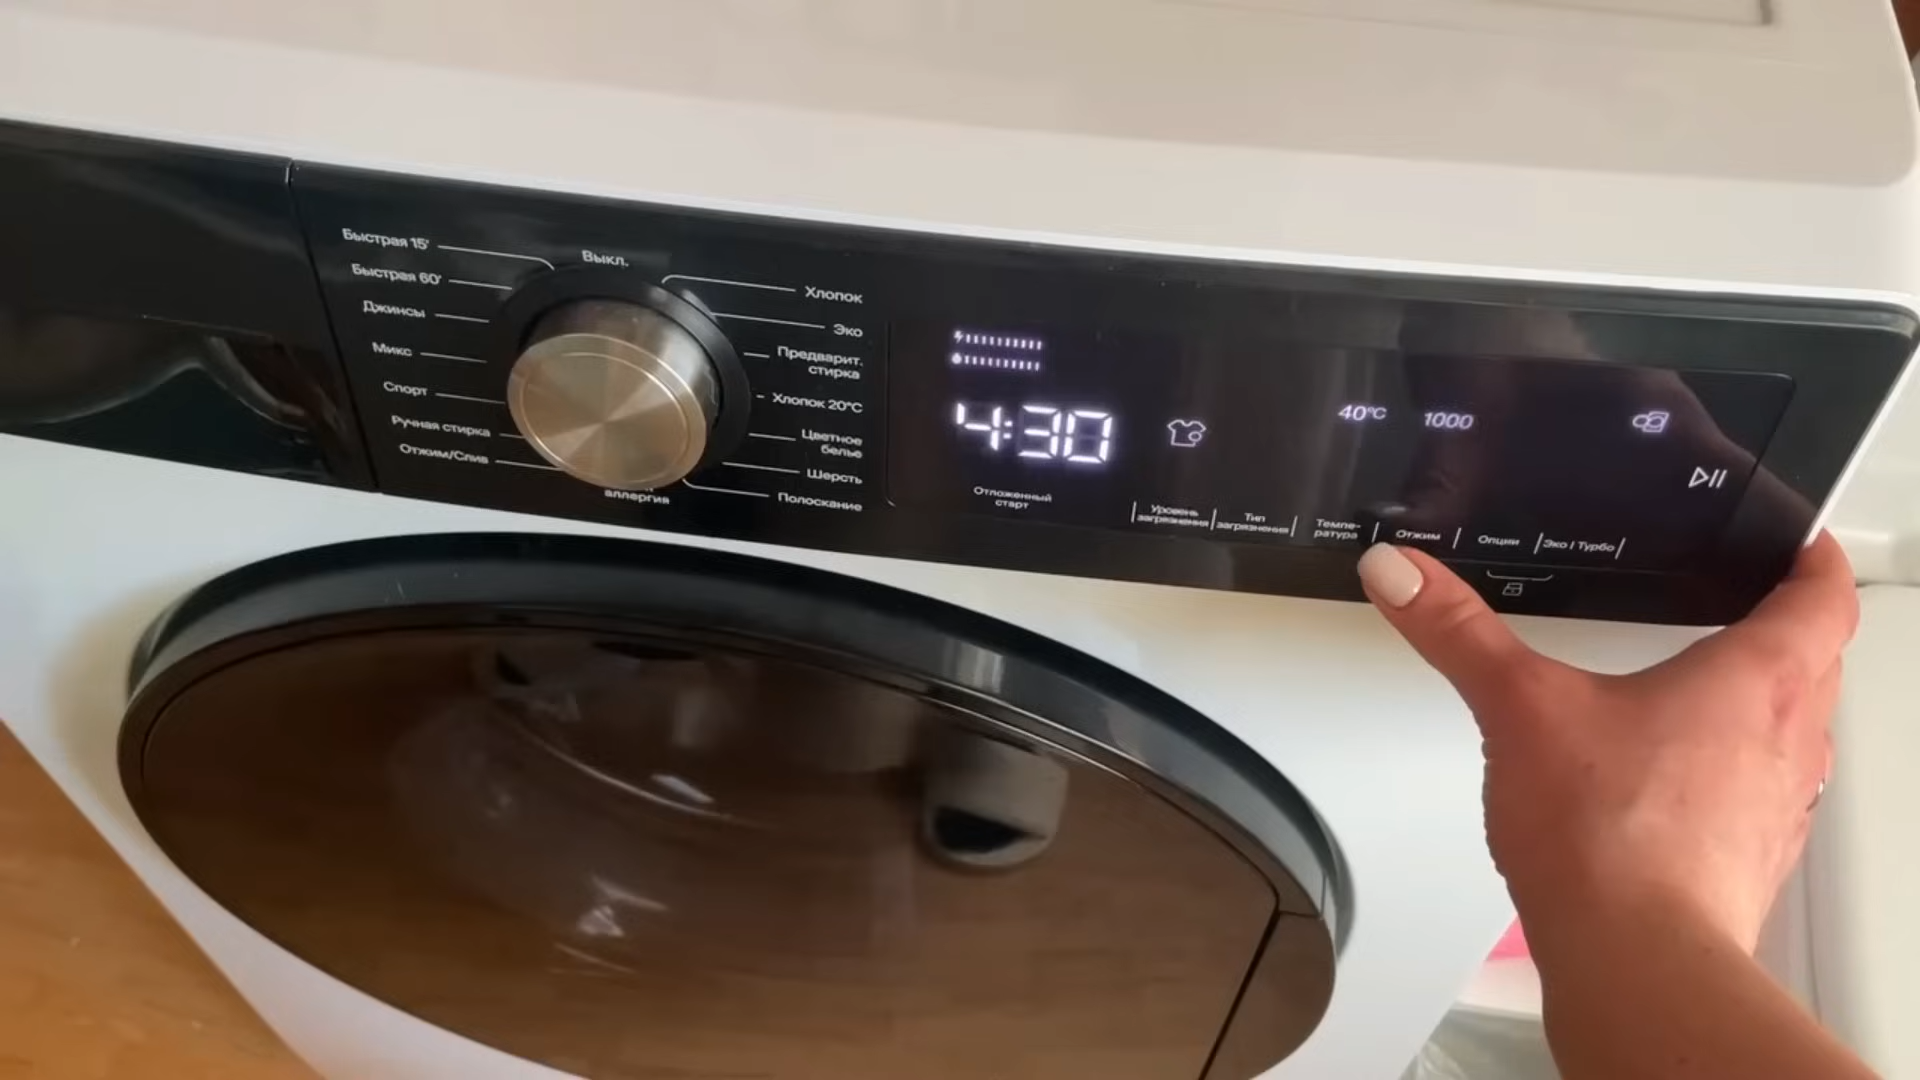 Быстрая 15'
Быстрая 60'
Джинсы
Микс
Спорт
Ручная стирка
Отжим/Слив
Выкл.
аллергия
Хлопок
Эко
Предварит.
стирка
Хлопок 20°C
Цветное
белье
Шерсть
Полоскание
4:30
Отложенный
старт
40°C
1000
Уровень
загрязнения
Тип
загрязнения
Темпе-
ратура
Отжим
Опции
Эко | Турбо